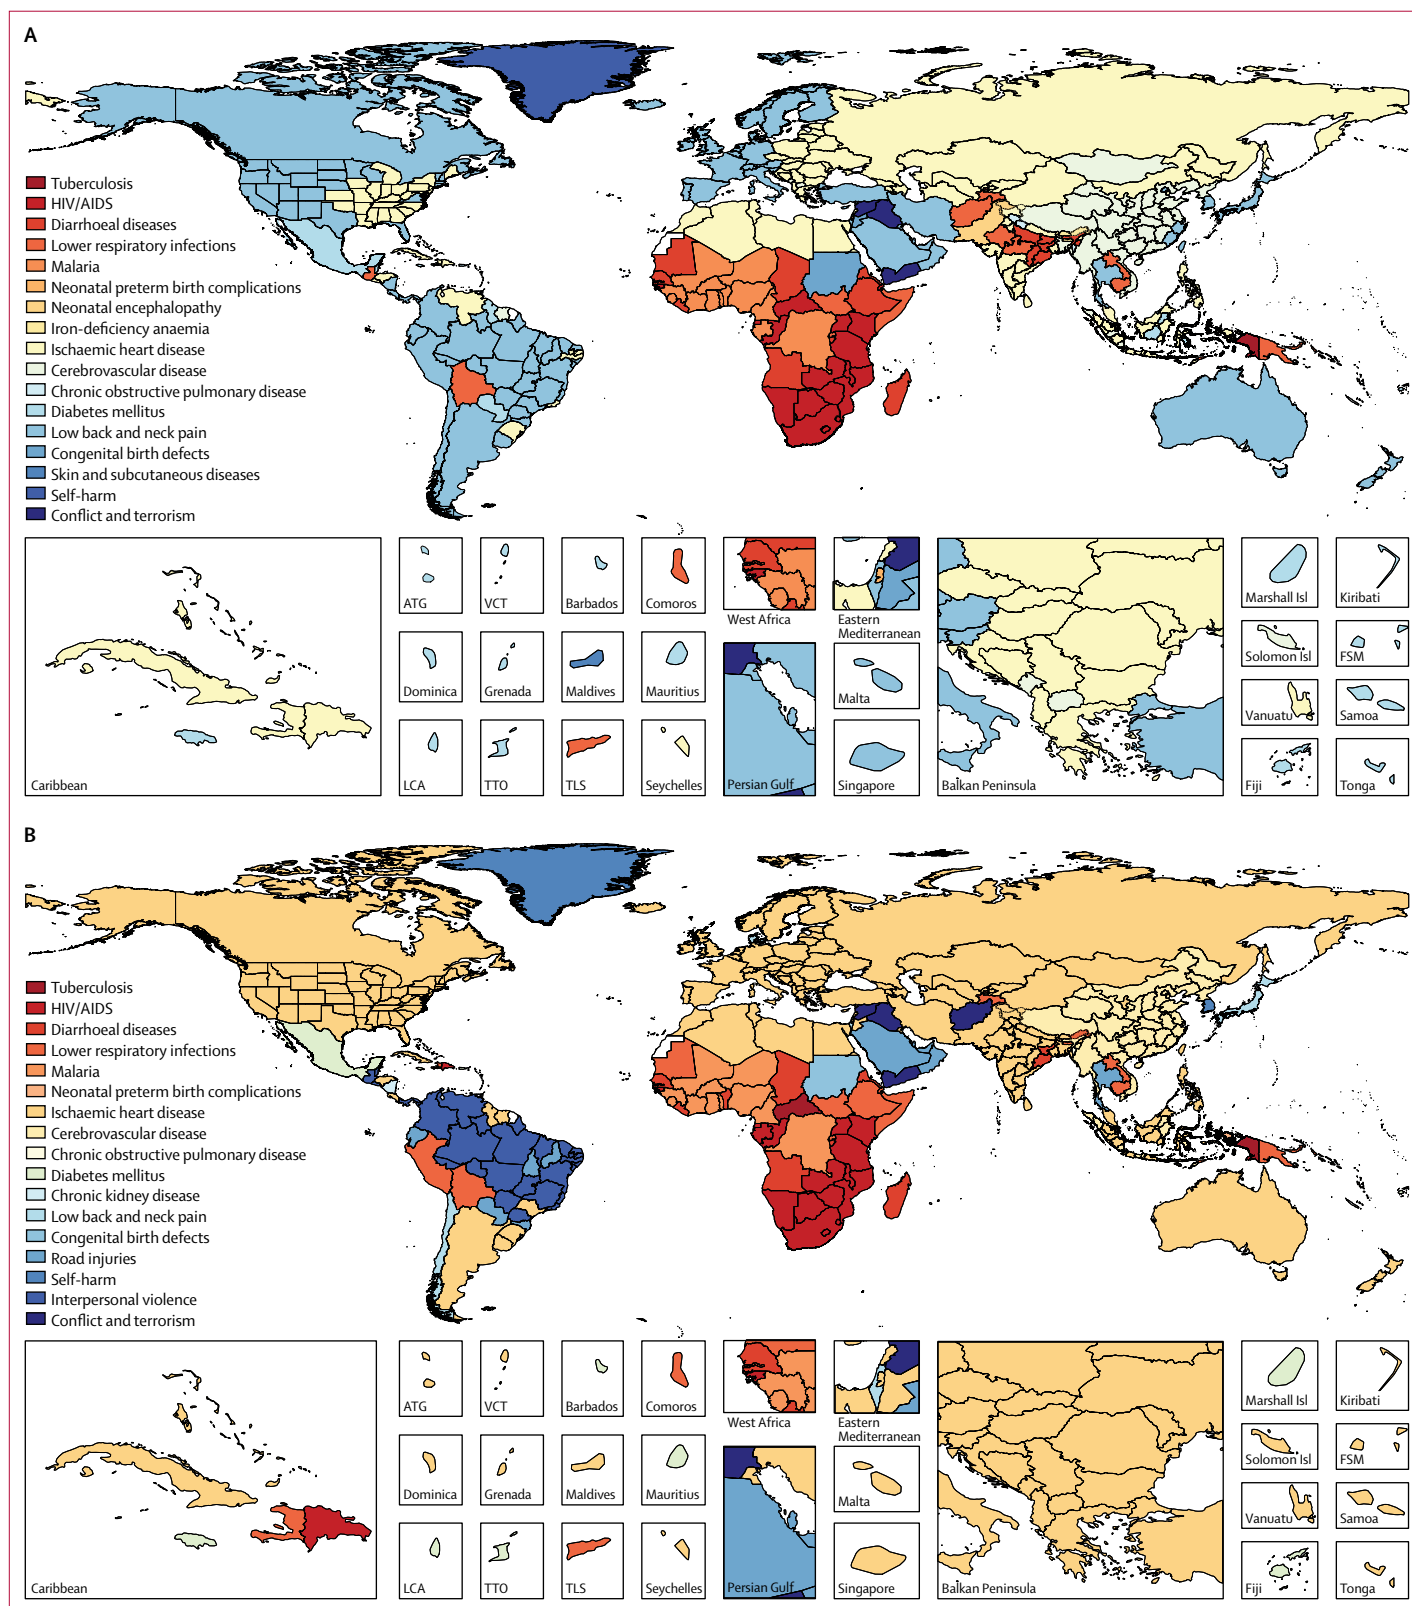 A
Tuberculosis
HIV/AIDS
Diarrhoeal diseases
Lower respiratory infections
Malaria
Neonatal preterm birth complications
Neonatal encephalopathy
Iron-deficiency anaemia
Ischaemic heart disease
Cerebrovascular disease
Chronic obstructive pulmonary disease
Diabetes mellitus
Low back and neck pain
Congenital birth defects
Skin and subcutaneous diseases
Self-harm
Conflict and terrorism
Caribbean
ATG
VCT
Barbados
Comoros
Dominica
Grenada
Maldives
Mauritius
LCA
TTO
TLS
Seychelles
West Africa
Eastern
Mediterranean
Persian Gulf
Malta
Singapore
Balkan Peninsula
Marshall Isl
Kiribati
Solomon Isl
FSM
Vanuatu
Samoa
Fiji
Tonga
B
Tuberculosis
HIV/AIDS
Diarrhoeal diseases
Lower respiratory infections
Malaria
Neonatal preterm birth complications
Ischaemic heart disease
Cerebrovascular disease
Chronic obstructive pulmonary disease
Diabetes mellitus
Chronic kidney disease
Low back and neck pain
Congenital birth defects
Road injuries
Self-harm
Interpersonal violence
Conflict and terrorism
Caribbean
ATG
VCT
Barbados
Comoros
Dominica
Grenada
Maldives
Mauritius
LCA
TTO
TLS
Seychelles
West Africa
Eastern
Mediterranean
Persian Gulf
Malta
Singapore
Balkan Peninsula
Marshall Isl
Kiribati
Solomon Isl
FSM
Vanuatu
Samoa
Fiji
Tonga